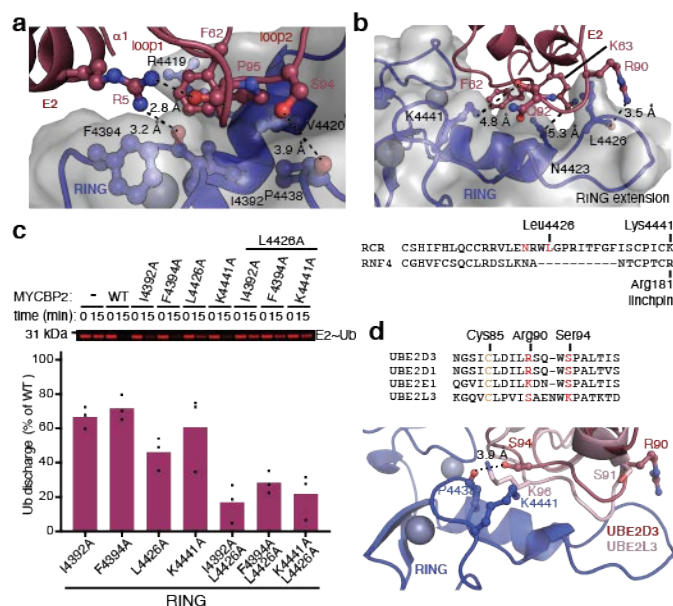 a
α1
loop1
F62
loop2
R4419
P95
S94
E2
R5
2.8 Å
3.2 Å
F4394
V4420
3.9 Å
I4392
P4438
RING
b
E2
K63
F62
R90
K4441
Q92
4.8 Å
5.3 Å
3.5 Å
L4426
RING
N4423
RING extension
Leu4426 Lys4441
RCR CSHIFHLQCCRRVLENRWLGPRITFGFISCPICK
RNF4 CGHVFCSQCLRDSLKNA----------NTCPTCR
Arg181
linchpin
c
L4426A
MYCBP2: - WT I4392A F4394A L4426A K4441A I4392A F4394A K4441A
time (min): 0 15 0 15 0 15 0 15 0 15 0 15 0 15 0 15 0 15
31 kDa
E2~Ub
Ub discharge (% of WT)
100
80
60
40
20
0
I4392A
F4394A
L4426A
K4441A
I4392A L4426A
F4394A L4426A
K4441A L4426A
RING
d
Cys85 Arg90 Ser94
UBE2D3 NGSICLDILRSQ-WSPALTIS
UBE2D1 NGSICLDILRSQ-WSPALTIS
UBE2E1 QGVICLDILKDN-WSPALTIS
UBE2L3 KGQVCLPVISAENWKPATKTD
S94
3.9 Å
R90
S91
P4438
K96
K4441
UBE2D3
UBE2L3
RING